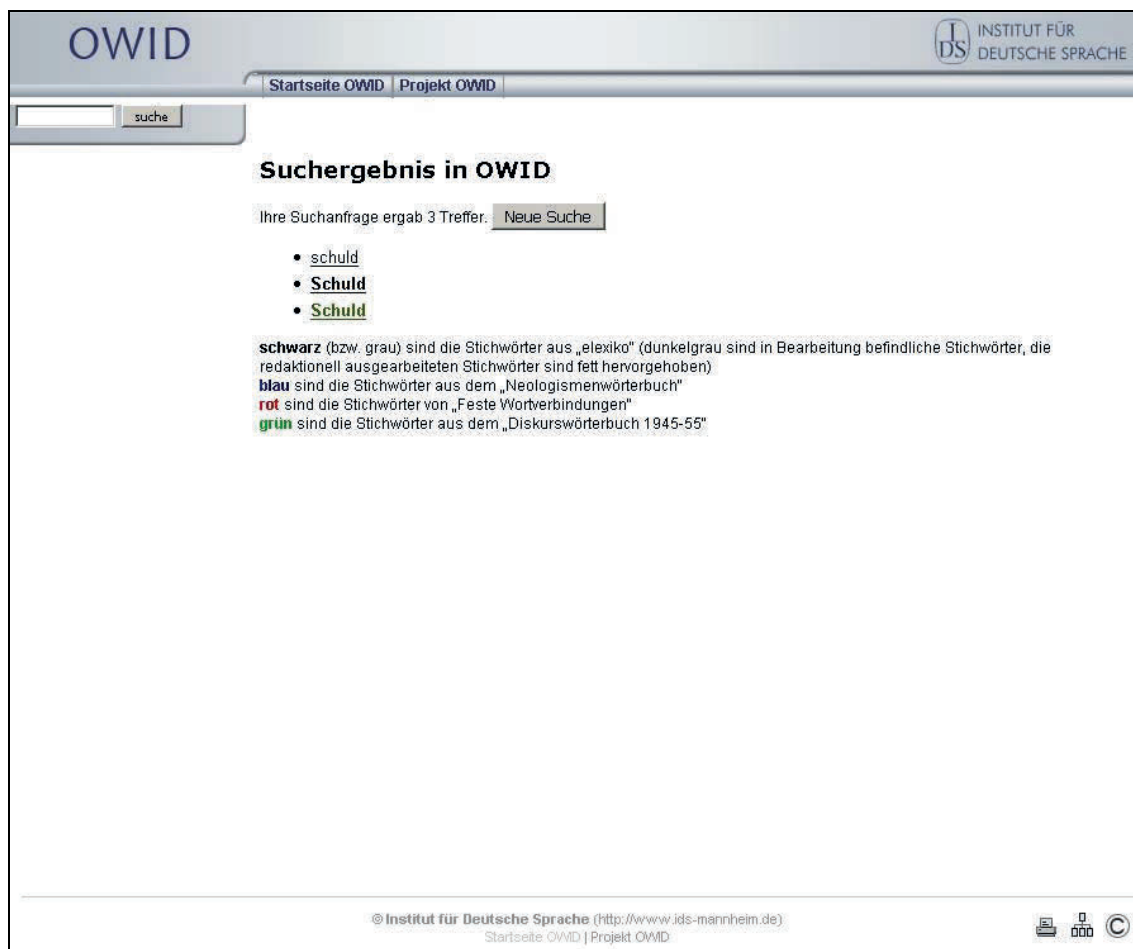 OWID
INSTITUT FÜR
DEUTSCHE SPRACHE
IDS
Startseite OWID | Projekt OWID
suche
Suchergebnis in OWID
Ihre Suchanfrage ergab 3 Treffer. Neue Suche
• schuld
• Schuld
• Schuld
schwarz (bzw. grau) sind die Stichwörter aus „elexiko" (dunkelgrau sind in Bearbeitung befindliche Stichwörter, die
redaktionell ausgearbeiteten Stichwörter sind fett hervorgehoben)
blau sind die Stichwörter aus dem „Neologismenwörterbuch"
rot sind die Stichwörter von „Feste Wortverbindungen"
grün sind die Stichwörter aus dem „Diskurswörterbuch 1945-55"
© Institut für Deutsche Sprache (http://www.ids-mannheim.de)
Startseite OWID | Projekt OWID
©